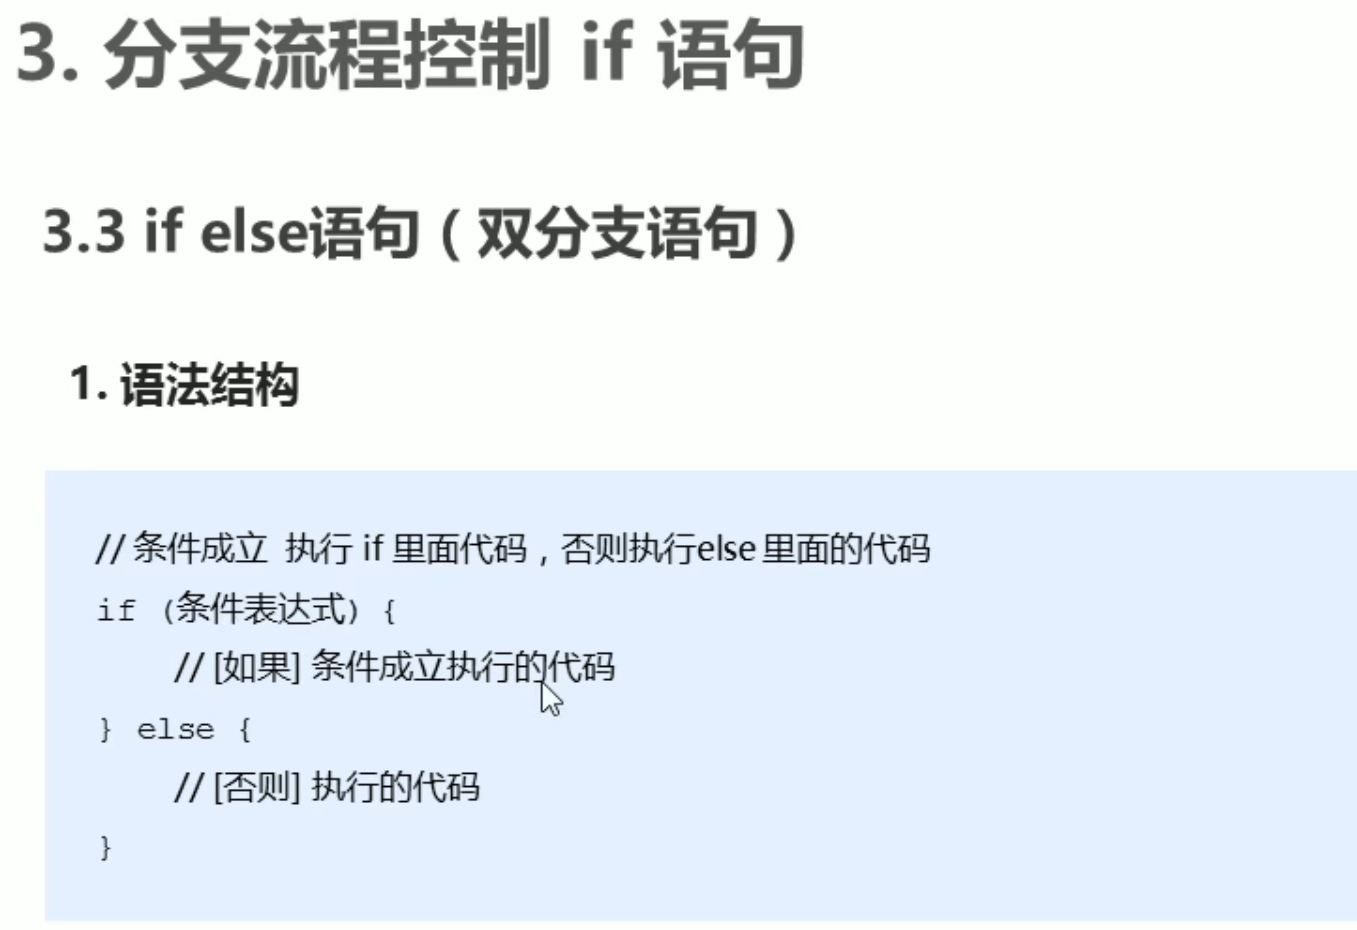 3. 分支流程控制 if 语句
3.3 if else语句（双分支语句）
1. 语法结构
// 条件成立 执行 if 里面代码，否则执行else 里面的代码
if (条件表达式) {
// [如果] 条件成立执行的代码
} else {
// [否则] 执行的代码
}